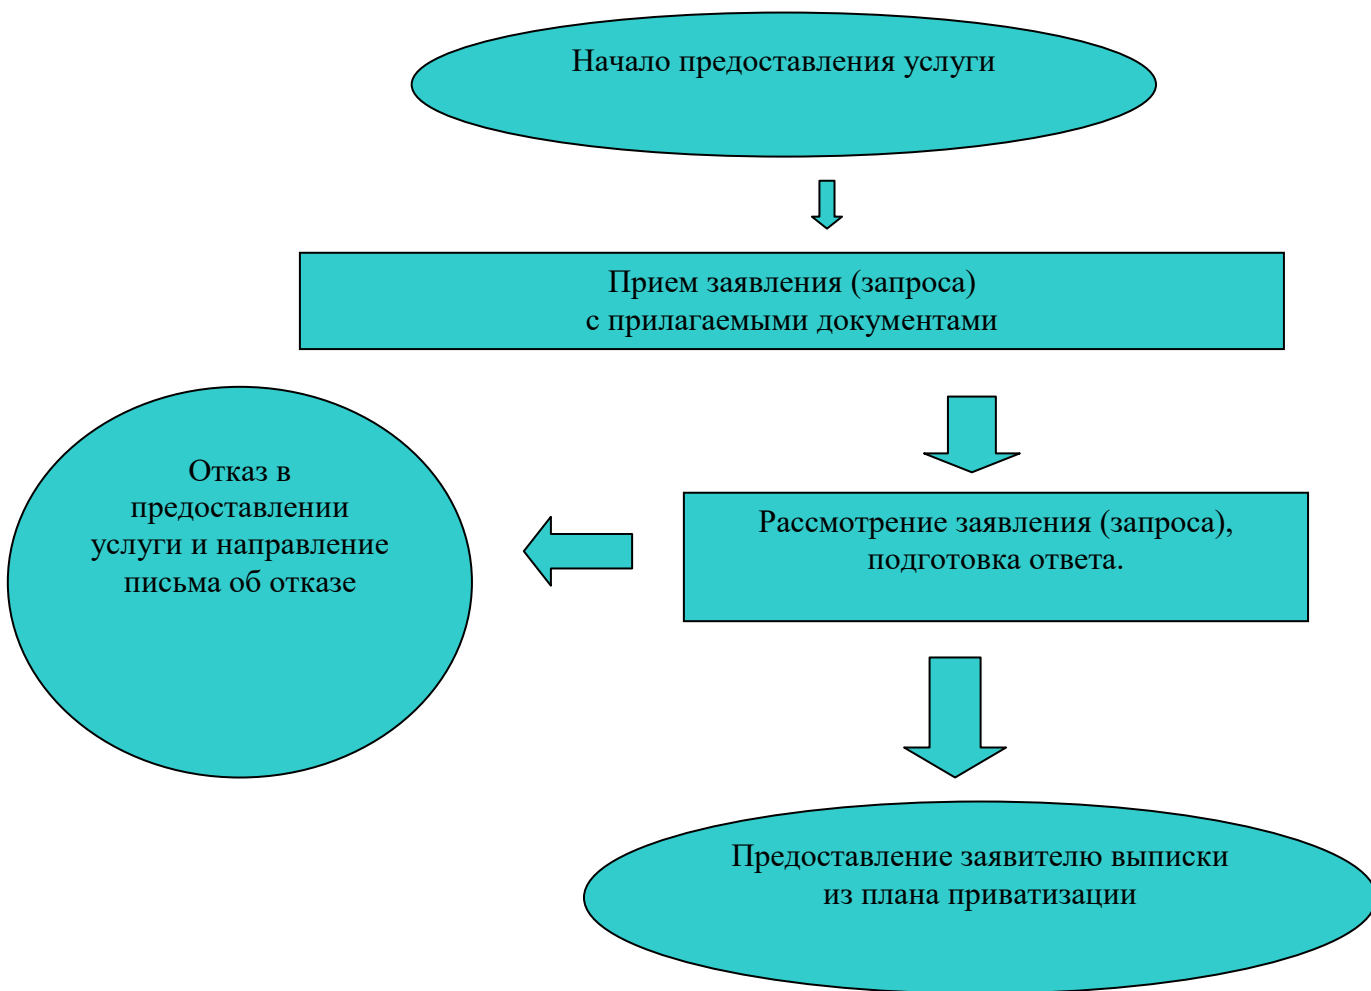 Начало предоставления услуги
Прием заявления (запроса)
с прилагаемыми документами
Отказ в
предоставлении
услуги и направление
письма об отказе
Рассмотрение заявления (запроса),
подготовка ответа.
Предоставление заявителю выписки
из плана приватизации